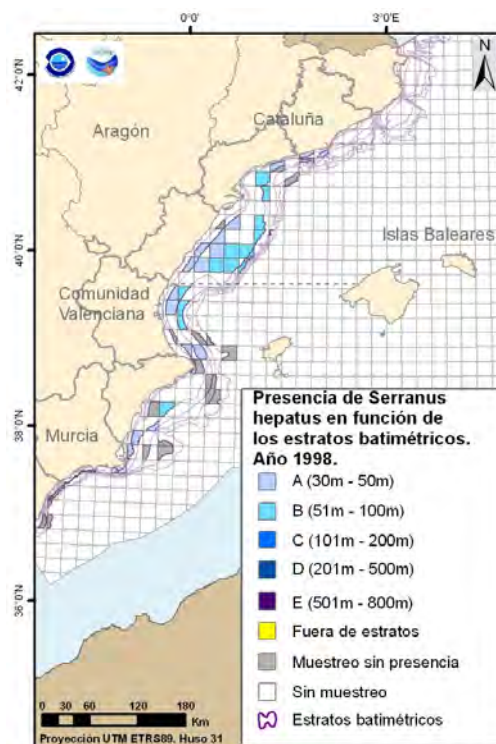 0°0' 3°0'E
42°0'N
N
Cataluña
Aragón
40°0'N
Islas Baleares
Comunidad
Valenciana
Presencia de Serranus
hepatus en función de
los estratos batimétricos.
Año 1998.
38°0'N
Murcia
A (30m - 50m)
B (51m - 100m)
C (101m - 200m)
D (201m - 500m)
E (501m - 800m)
Fuera de estratos
Muestreo sin presencia
Sin muestreo
Estratos batimétricos
36°0'N
0 30 60 120 180
Km
Proyección UTM ETRS89. Huso 31